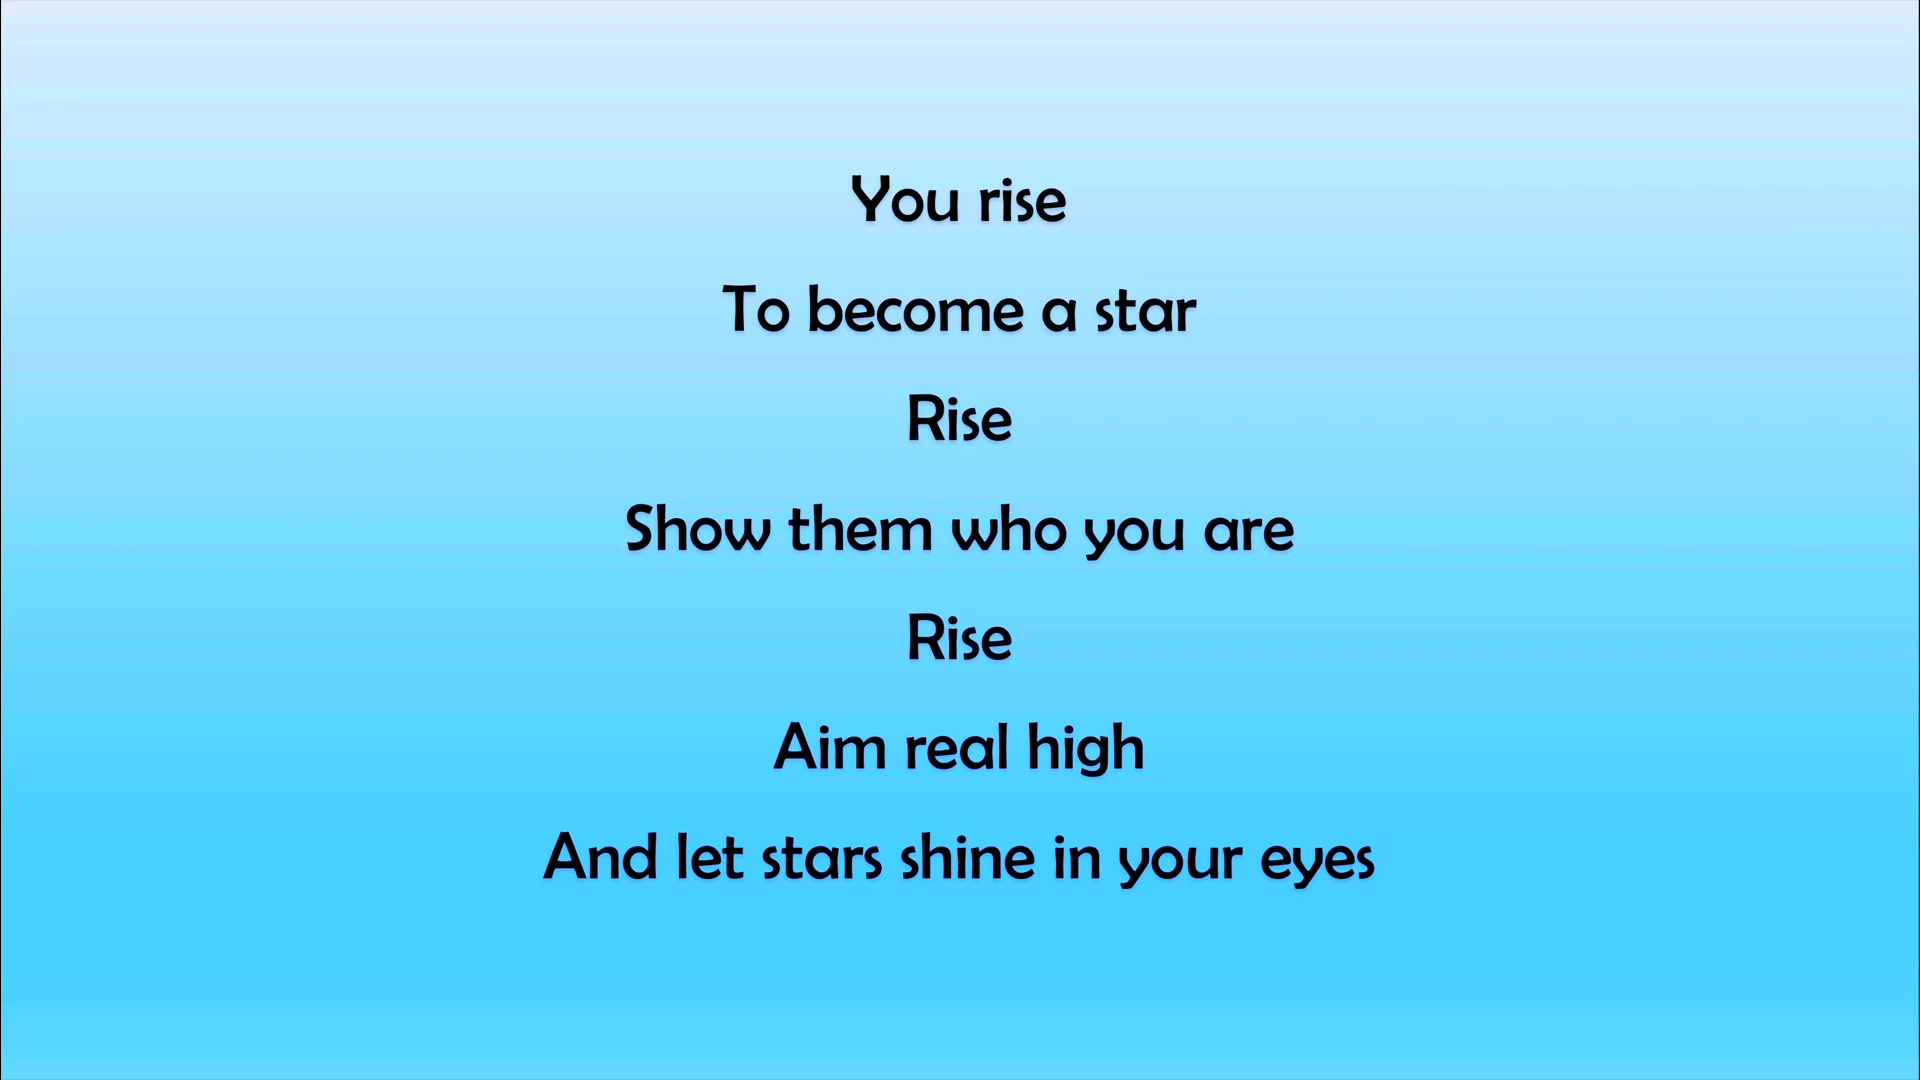 You rise
To become a star
Rise
Show them who you are
Rise
Aim real high
And let stars shine in your eyes